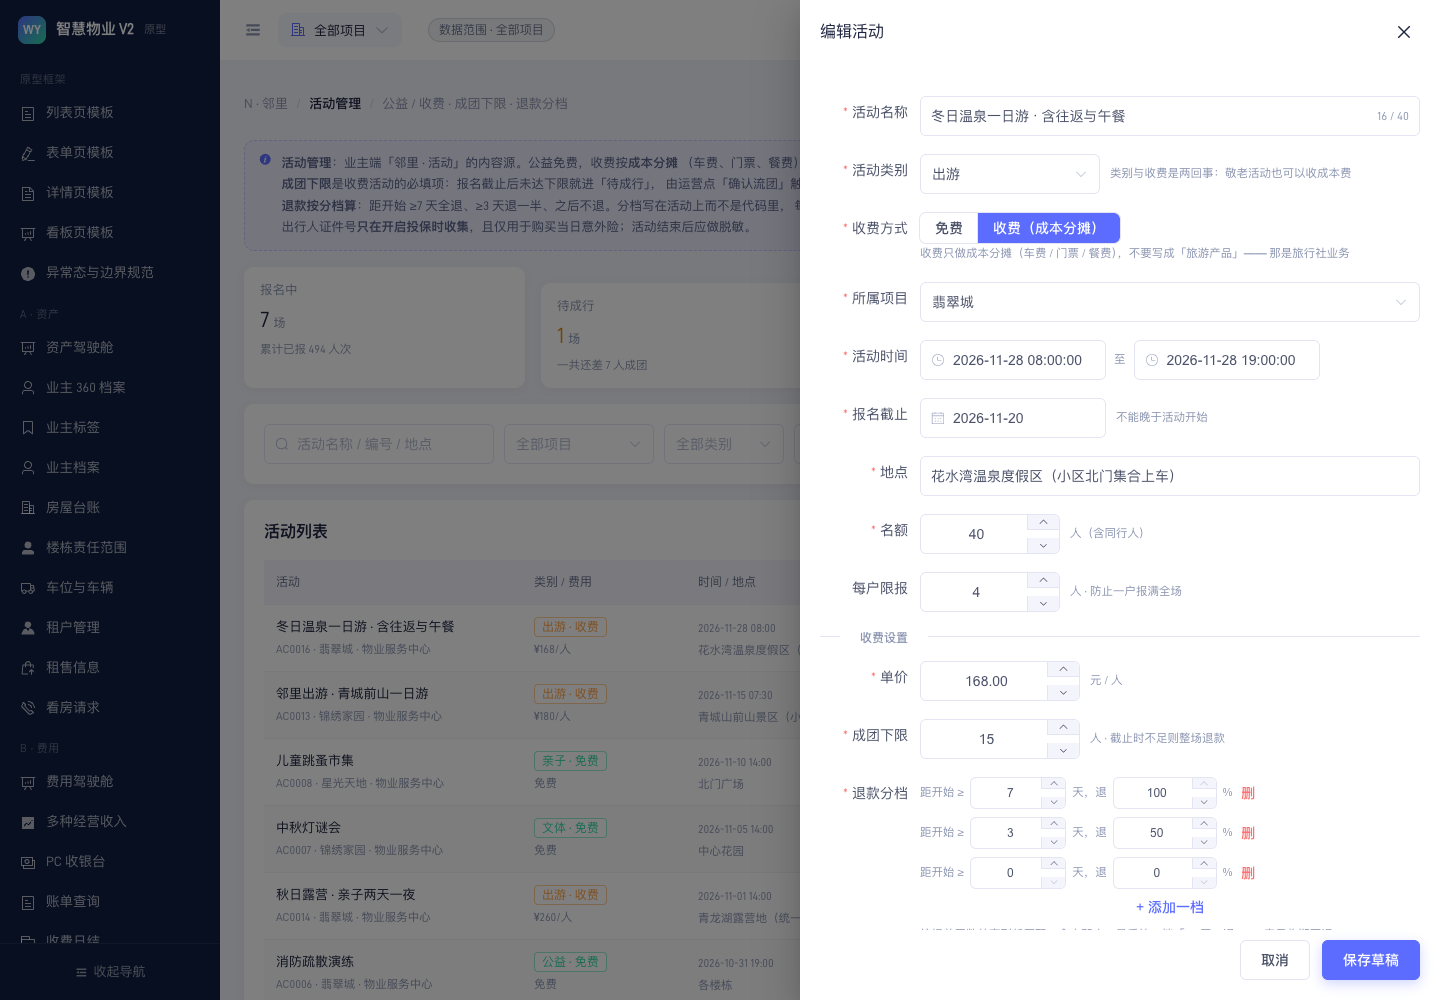 WY 智慧物业 V2 原型
原型框架
列表页模板
表单页模板
详情页模板
看板页模板
异常态与边界规范
A · 资产
资产驾驶舱
业主 360 档案
业主标签
业主档案
房屋台账
楼栋责任范围
车位与车辆
租户管理
租售信息
看房请求
B · 费用
费用驾驶舱
多种经营收入
PC 收银台
账单查询
收费日结
收起导航
全部项目
数据范围 · 全部项目
N · 邻里 / 活动管理 / 公益 / 收费 · 成团下限 · 退款分档
活动管理：业主端「邻里 · 活动」的内容源。公益免费，收费按成本分摊 （车费、门票、餐费）
成团下限是收费活动的必填项：报名截止后未达下限就进「待成行」，由运营点「确认流团」触
退款按分档算：距开始 ≥7 天全退、≥3 天退一半、之后不退。分档写在活动上而不是代码里，
出行人证件号只在开启投保时收集，且仅用于购买当日意外险；活动结束后应做脱敏。
报名中
7 场
累计已报 494 人次
待成行
1 场
一共还差 7 人成团
活动名称 / 编号 / 地点
全部项目
全部类别
活动列表
活动 类别 / 费用 时间 / 地点
冬日温泉一日游 · 含往返与午餐 出游 · 收费 2026-11-28 08:00
AC0016 · 翡翠城 · 物业服务中心 ¥168/人 花水湾温泉度假区（
邻里出游 · 青城前山一日游 出游 · 收费 2026-11-15 07:30
AC0013 · 锦绣家园 · 物业服务中心 ¥180/人 青城山前山景区（小
儿童跳蚤市集 亲子 · 免费 2026-11-10 14:00
AC0008 · 星光天地 · 物业服务中心 免费 北门广场
中秋灯谜会 文体 · 免费 2026-11-05 14:00
AC0007 · 锦绣家园 · 物业服务中心 免费 中心花园
秋日露营 · 亲子两天一夜 出游 · 收费 2026-11-01 14:00
AC0014 · 翡翠城 · 物业服务中心 ¥260/人 青龙湖露营地（统一
消防疏散演练 公益 · 免费 2026-10-31 19:00
AC0006 · 翡翠城 · 物业服务中心 免费 各楼栋
编辑活动
* 活动名称 冬日温泉一日游 · 含往返与午餐 16 / 40
* 活动类别 出游 类别与收费是两回事：敬老活动也可以收成本费
* 收费方式 免费 收费（成本分摊）
收费只做成本分摊（车费 / 门票 / 餐费），不要写成「旅游产品」—— 那是旅行社业务
* 所属项目 翡翠城
* 活动时间 2026-11-28 08:00:00 至 2026-11-28 19:00:00
* 报名截止 2026-11-20 不能晚于活动开始
* 地点 花水湾温泉度假区（小区北门集合上车）
* 名额 40 人（含同行人）
每户限报 4 人 · 防止一户报满全场
收费设置
* 单价 168.00 元 / 人
* 成团下限 15 人 · 截止时不足则整场退款
* 退款分档 距开始 ≥ 7 天，退 100 % 删
距开始 ≥ 3 天，退 50 % 删
距开始 ≥ 0 天，退 0 % 删
+ 添加一档
取消
保存草稿